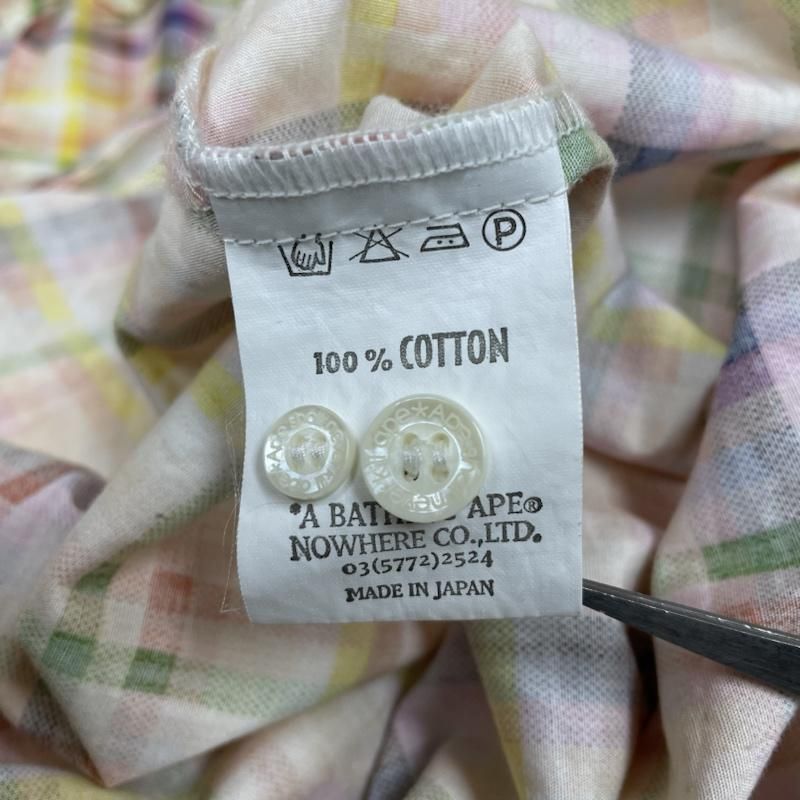 P
100 % COTTON
*A BATHING APE®
NOWHERE CO.,LTD.
03(5772)2524
MADE IN JAPAN